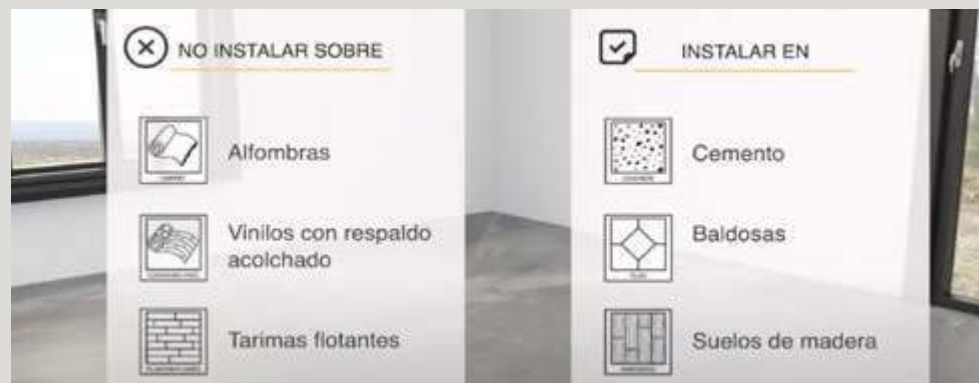 NO INSTALAR SOBRE
Alfombras
Vinilos con respaldo
acolchado
Tarimas flotantes
INSTALAR EN
Cemento
Baldosas
Suelos de madera